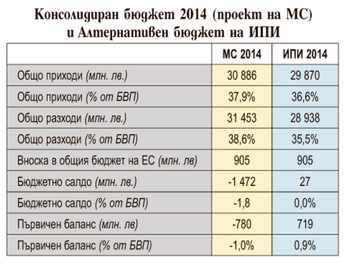 Консолидиран бюджет 2014 (проект на МС)
и Алтернативен бюджет на ИПИ
МС 2014 ИПИ 2014
Общо приходи (млн. лв.) 30 886 29 870
Общо приходи (% от БВП) 37,9% 36,6%
Общо разходи (млн. лв.) 31 453 28 938
Общо разходи (% от БВП) 38,6% 35,5%
Вноска в общия бюджет на ЕС (млн. лв) 905 905
Бюджетно салдо (млн. лв.) -1 472 27
Бюджетно салдо (% от БВП) -1,8 0,0%
Първичен баланс (млн. лв) -780 719
Първичен баланс (% от БВП) -1,0% 0,9%